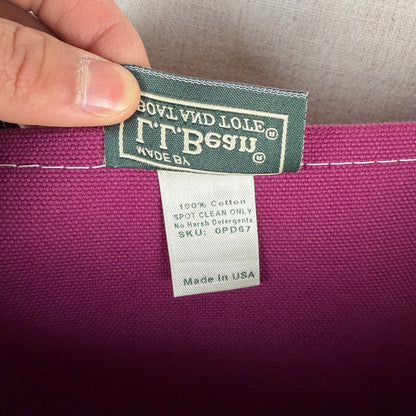 MADE BY
L.L.Bean®
BOAT AND TOTE®
100% Cotton
SPOT CLEAN ONLY
No Harsh Detergents
SKU: 0PD67
Made In USA